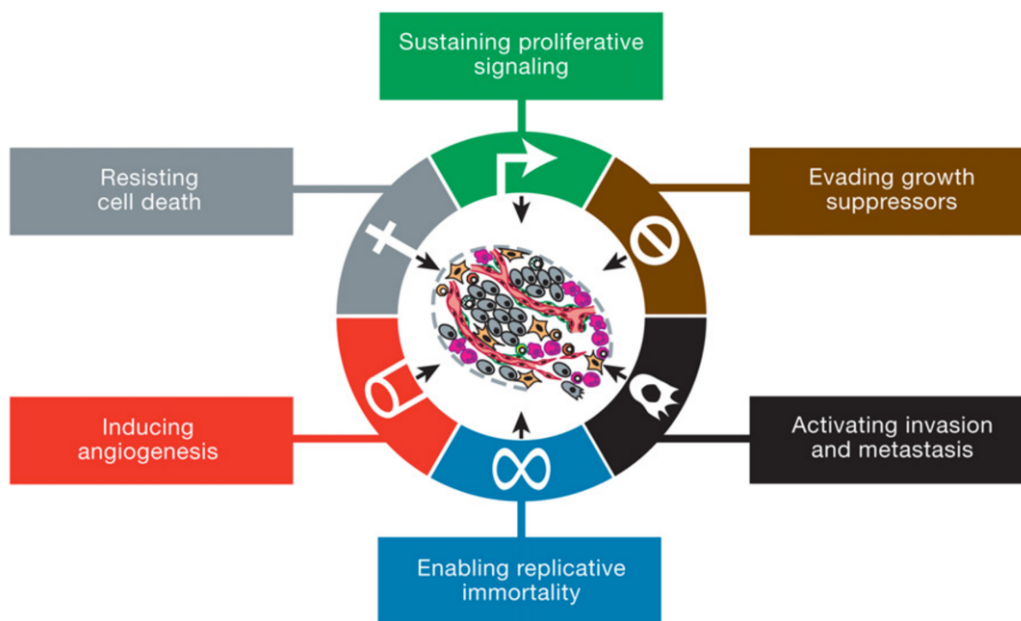 Sustaining proliferative
signaling
Resisting
cell death
Evading growth
suppressors
Inducing
angiogenesis
Activating invasion
and metastasis
Enabling replicative
immortality